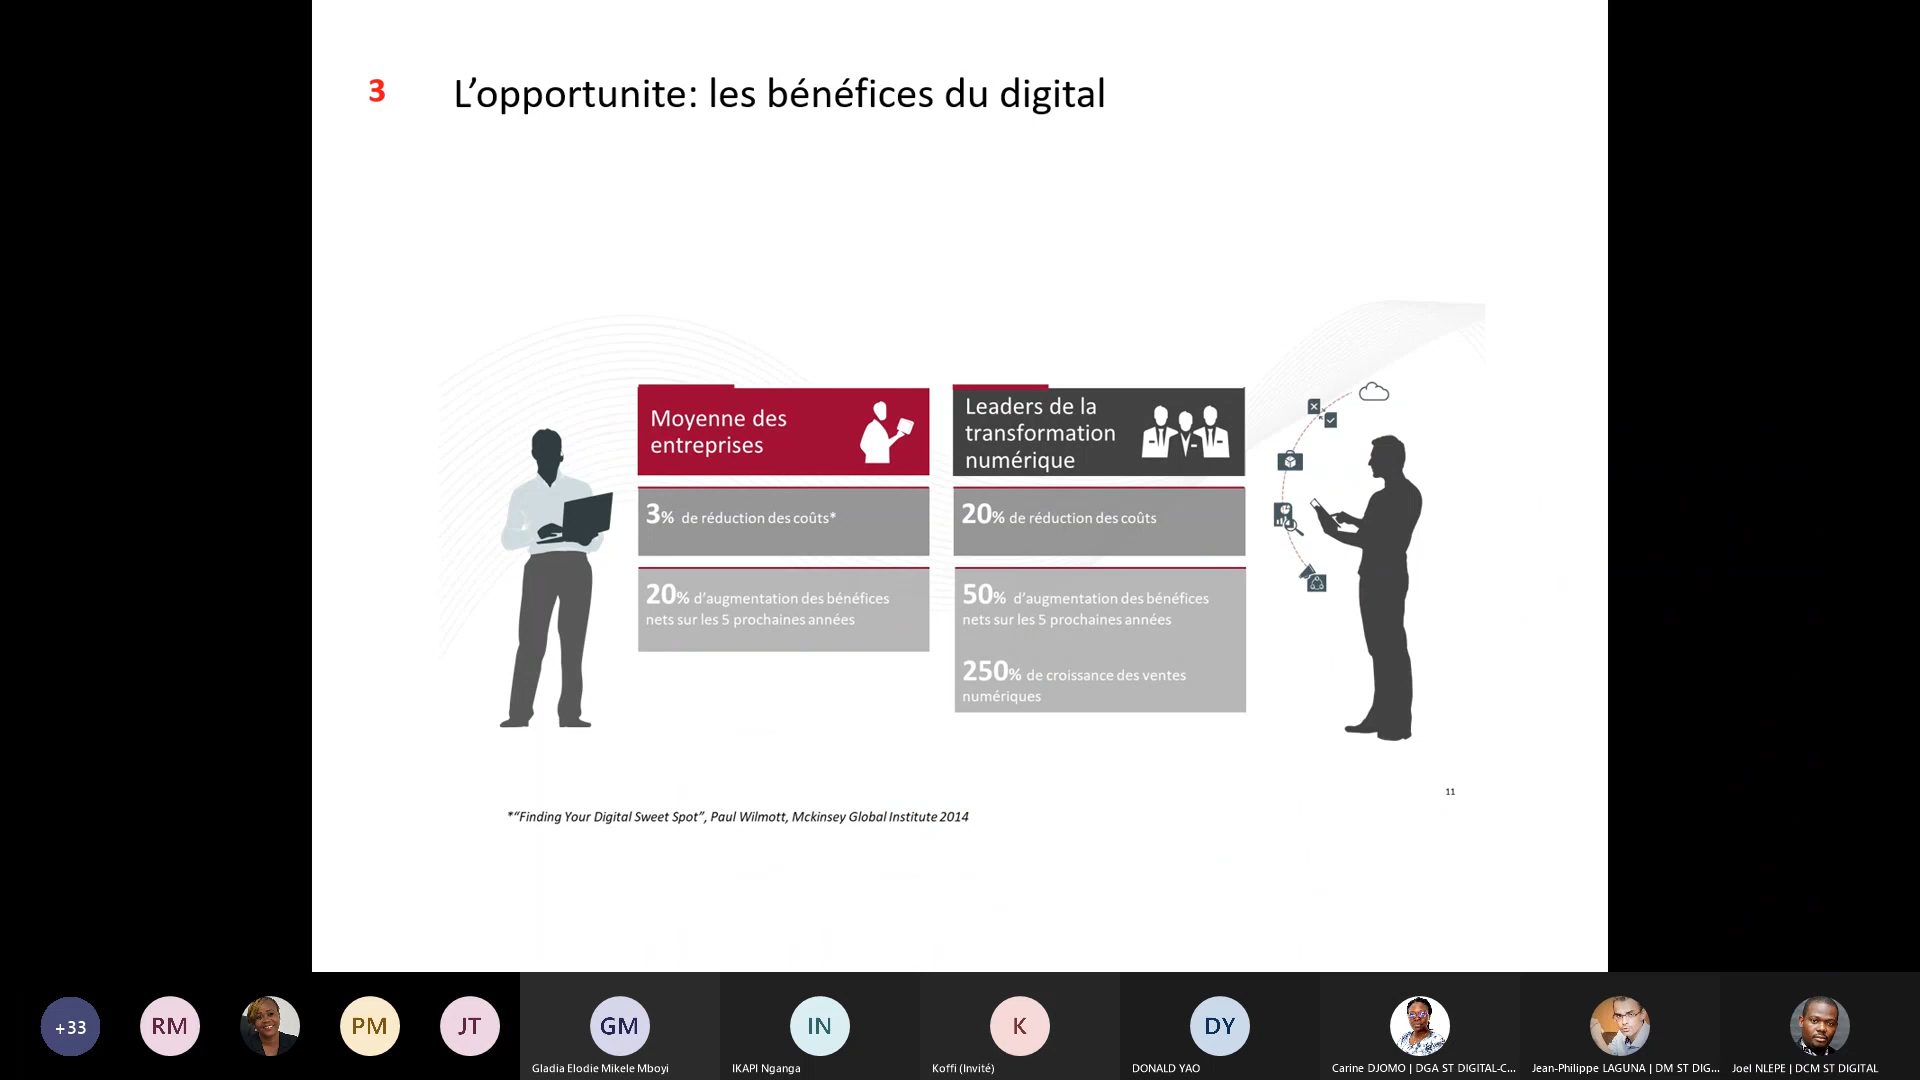 3
L’opportunite: les bénéfices du digital
Moyenne des
entreprises
3% de réduction des coûts*
20% d’augmentation des bénéfices
nets sur les 5 prochaines années
Leaders de la
transformation
numérique
20% de réduction des coûts
50% d’augmentation des bénéfices
nets sur les 5 prochaines années
250% de croissance des ventes
numériques
11
*“Finding Your Digital Sweet Spot”, Paul Wilmott, Mckinsey Global Institute 2014
+33
RM
PM
JT
GM
Gladia Elodie Mikele Mboyi
IN
IKAPI Nganga
K
Koffi (Invité)
DY
DONALD YAO
Carine DJOMO | DGA ST DIGITAL-C...
Jean-Philippe LAGUNA | DM ST DIG...
Joel NLEPE | DCM ST DIGITAL